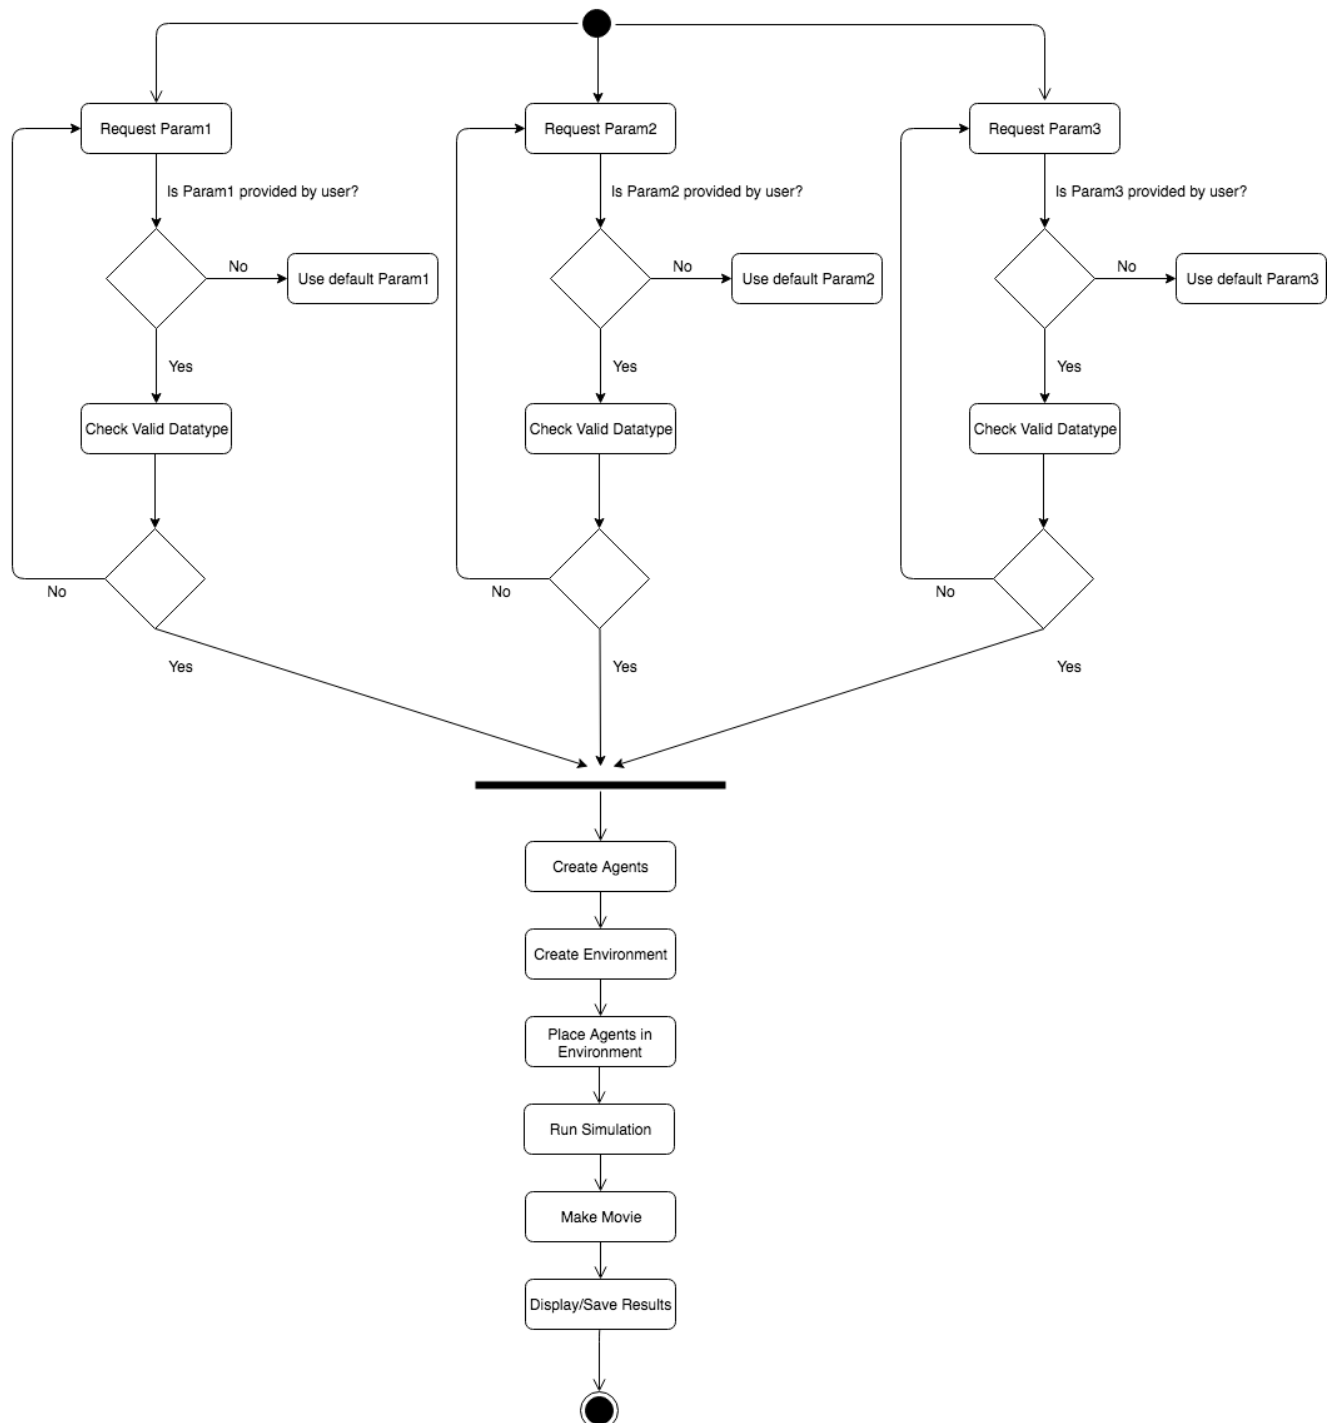 Request Param1
Request Param2
Request Param3
Is Param1 provided by user?
Is Param2 provided by user?
Is Param3 provided by user?
No
Use default Param1
No
Use default Param2
No
Use default Param3
Yes
Yes
Yes
Check Valid Datatype
Check Valid Datatype
Check Valid Datatype
No
No
No
Yes
Yes
Yes
Create Agents
Create Environment
Place Agents in
Environment
Run Simulation
Make Movie
Display/Save Results